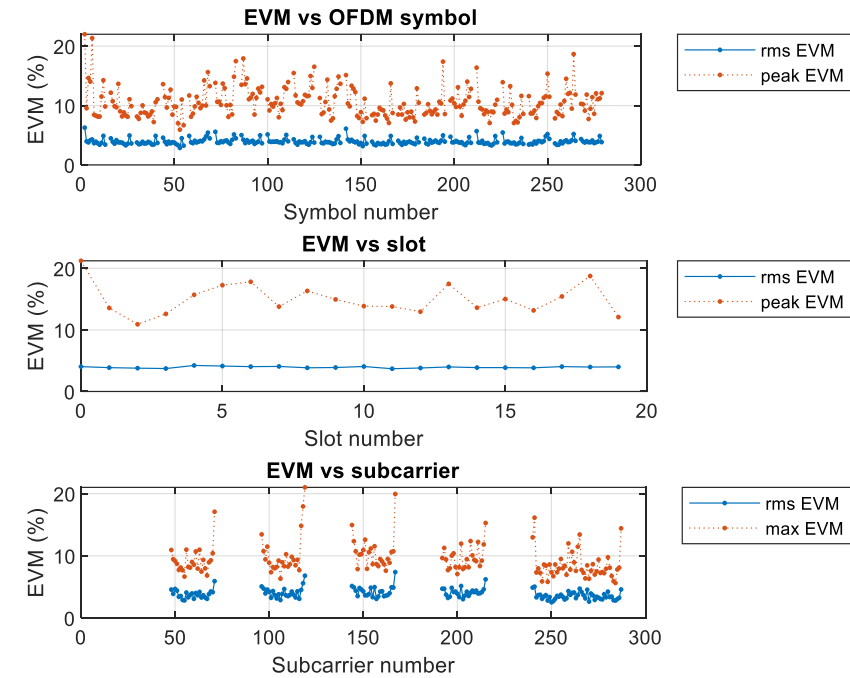 EVM vs OFDM symbol
EVM (%)
20
10
0
0 50 100 150 200 250 300
Symbol number
rms EVM
peak EVM
EVM vs slot
EVM (%)
20
10
0
0 5 10 15 20
Slot number
rms EVM
peak EVM
EVM vs subcarrier
EVM (%)
20
10
0
0 50 100 150 200 250 300
Subcarrier number
rms EVM
max EVM